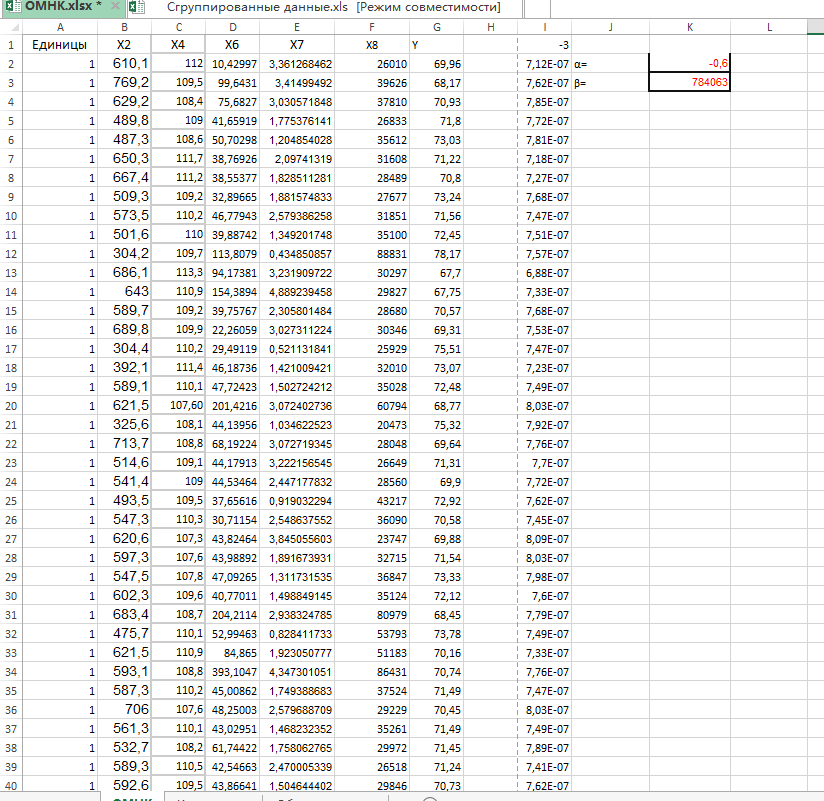 ОМНК.xlsx * Сгруппированные данные.xls [Режим совместимости]
A B C D E F G H I J K L
1 Единицы X2 X4 X6 X7 X8 Y -3
2 1 610,1 112 10,42997 3,361268462 26010 69,96 7,12E-07 α= -0,6
3 1 769,2 109,5 99,6431 3,41499492 39626 68,17 7,62E-07 β= 784063
4 1 629,2 108,4 75,6827 3,030571848 37810 70,93 7,85E-07
5 1 489,8 109 41,65919 1,775376141 26833 71,8 7,72E-07
6 1 487,3 108,6 50,70298 1,204854028 35612 73,03 7,81E-07
7 1 650,3 111,7 38,76926 2,09741319 31608 71,22 7,18E-07
8 1 667,4 111,2 38,55377 1,828511281 28489 70,8 7,27E-07
9 1 509,3 109,2 32,89665 1,881574833 27677 73,24 7,68E-07
10 1 573,5 110,2 46,77943 2,579386258 31851 71,56 7,47E-07
11 1 501,6 110 39,88742 1,349201748 35100 72,45 7,51E-07
12 1 304,2 109,7 113,8079 0,434850857 88831 78,17 7,57E-07
13 1 686,1 113,3 94,17381 3,231909722 30297 67,7 6,88E-07
14 1 643 110,9 154,3894 4,889239458 29827 67,75 7,33E-07
15 1 589,7 109,2 39,75767 2,305801484 28680 70,57 7,68E-07
16 1 689,8 109,9 22,26059 3,027311224 30346 69,31 7,53E-07
17 1 304,4 110,2 29,49119 0,521131841 25929 75,51 7,47E-07
18 1 392,1 111,4 46,18736 1,421009421 32010 73,07 7,23E-07
19 1 589,1 110,1 47,72423 1,502724212 35028 72,48 7,49E-07
20 1 621,5 107,60 201,4216 3,072402736 60794 68,77 8,03E-07
21 1 325,6 108,1 44,13956 1,034622523 20473 75,32 7,92E-07
22 1 713,7 108,8 68,19224 3,072719345 28048 69,64 7,76E-07
23 1 514,6 109,1 44,17913 3,222156545 26649 71,31 7,7E-07
24 1 541,4 109 44,53464 2,447177832 28560 69,9 7,72E-07
25 1 493,5 109,5 37,65616 0,919032294 43217 72,92 7,62E-07
26 1 547,3 110,3 30,71154 2,548637552 36090 70,58 7,45E-07
27 1 620,6 107,3 43,82464 3,845055603 23747 69,88 8,09E-07
28 1 597,3 107,6 43,98892 1,891673931 32715 71,54 8,03E-07
29 1 547,5 107,8 47,09265 1,311731535 36847 73,33 7,98E-07
30 1 602,3 109,6 40,77011 1,498849145 35124 72,12 7,6E-07
31 1 683,4 108,7 204,2114 2,938324785 80979 68,45 7,79E-07
32 1 475,7 110,1 52,99463 0,828411733 53793 73,78 7,49E-07
33 1 621,5 110,9 84,865 1,923050777 51183 70,16 7,33E-07
34 1 593,1 108,8 393,1047 4,347301051 86431 70,74 7,76E-07
35 1 587,3 110,2 45,00862 1,749388683 37524 71,49 7,47E-07
36 1 706 107,6 48,25003 2,579688709 29229 70,45 8,03E-07
37 1 561,3 110,1 43,02951 1,468232352 35261 71,49 7,49E-07
38 1 532,7 108,2 61,74422 1,758062765 29972 71,45 7,89E-07
39 1 589,3 110,5 42,54663 2,470005339 26518 71,24 7,41E-07
40 1 592,6 109,5 43,86641 1,504644402 29846 70,73 7,62E-07